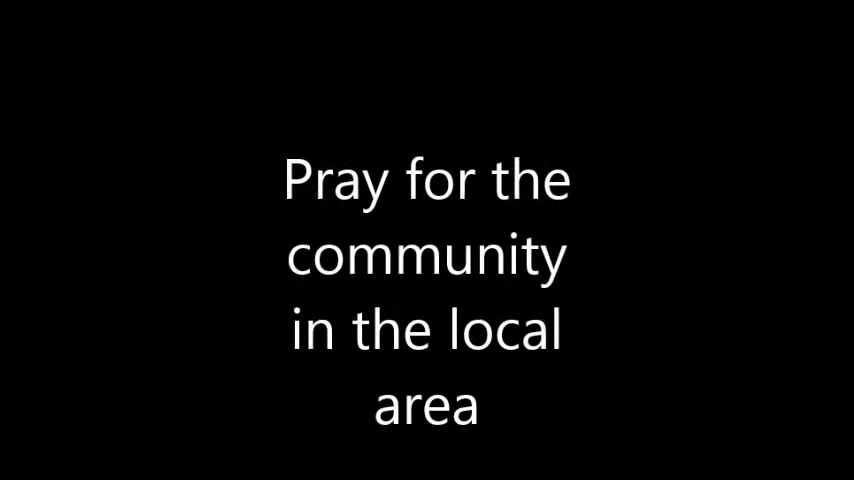 Pray for the
community
in the local
area